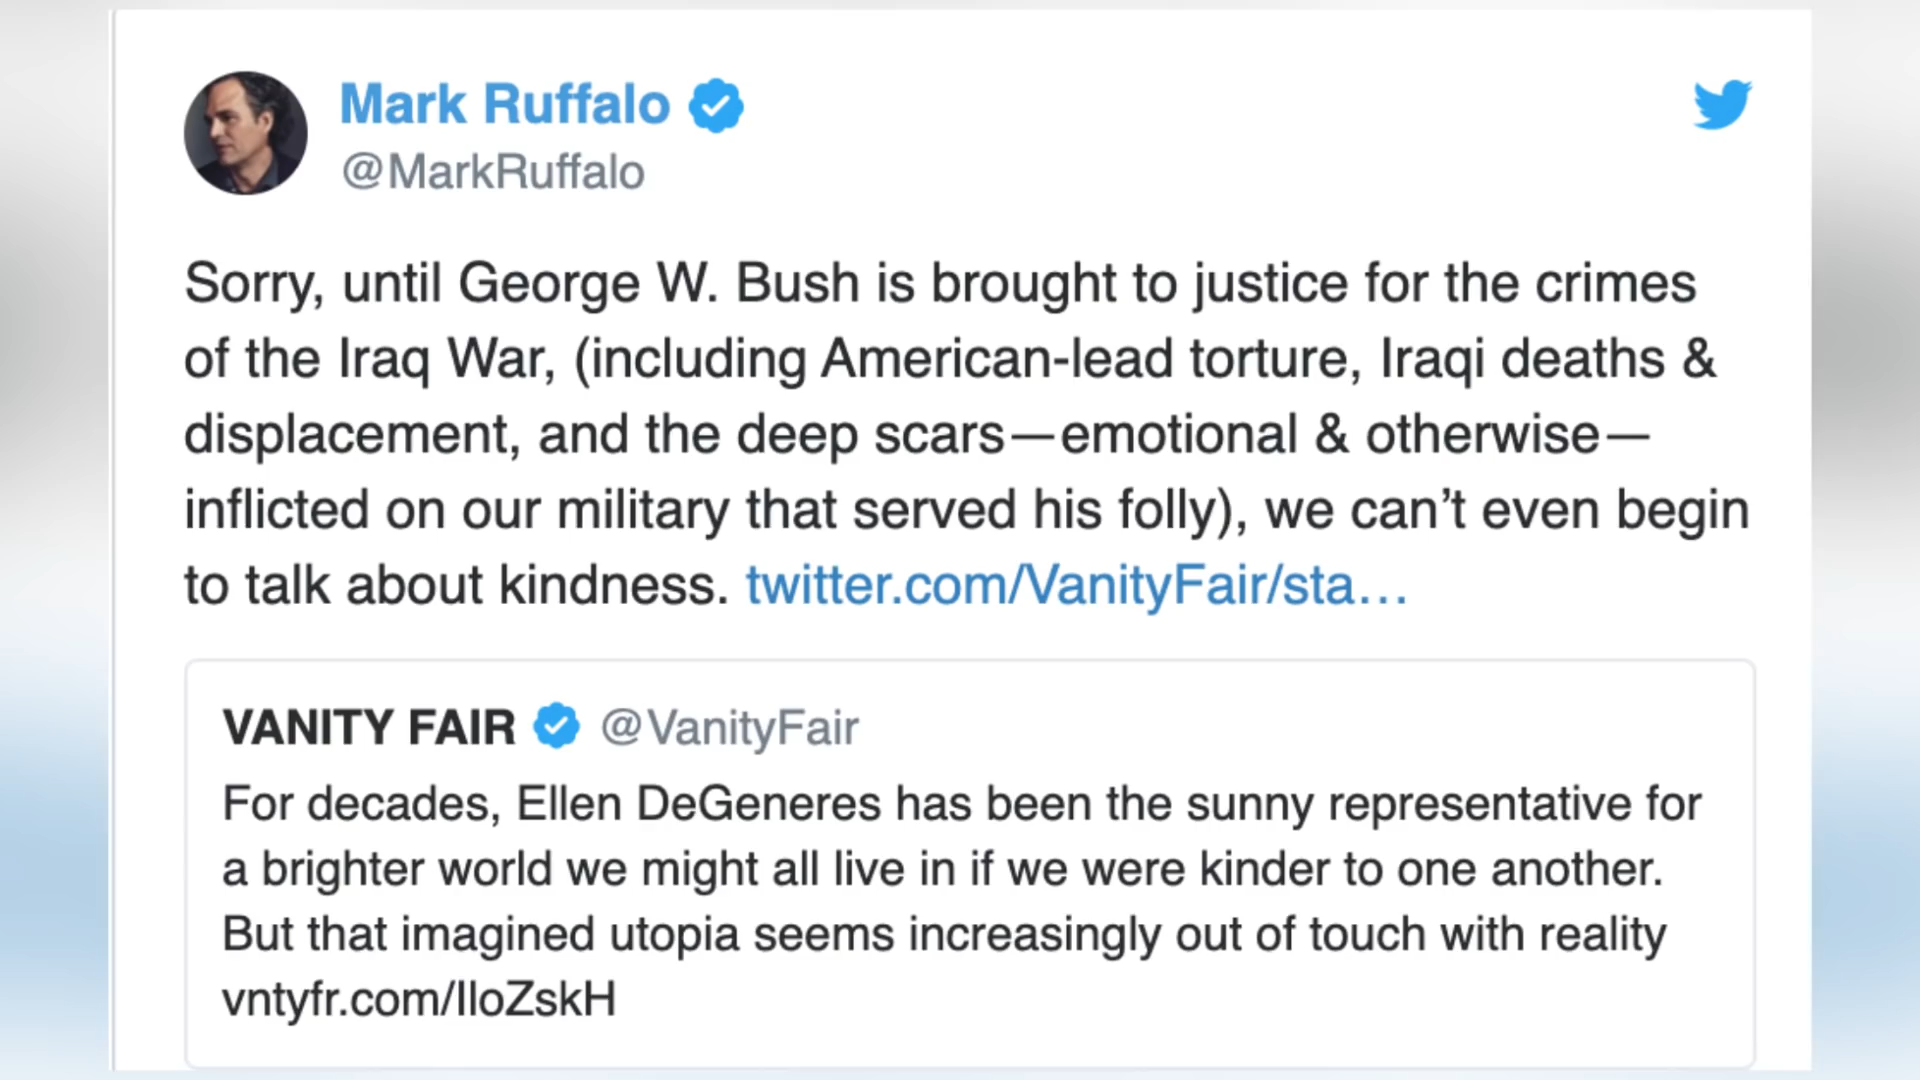 Mark Ruffalo
@MarkRuffalo
Sorry, until George W. Bush is brought to justice for the crimes
of the Iraq War, (including American-lead torture, Iraqi deaths &
displacement, and the deep scars—emotional & otherwise—
inflicted on our military that served his folly), we can’t even begin
to talk about kindness. twitter.com/VanityFair/sta…
VANITY FAIR @VanityFair
For decades, Ellen DeGeneres has been the sunny representative for
a brighter world we might all live in if we were kinder to one another.
But that imagined utopia seems increasingly out of touch with reality
vntyfr.com/lloZskH